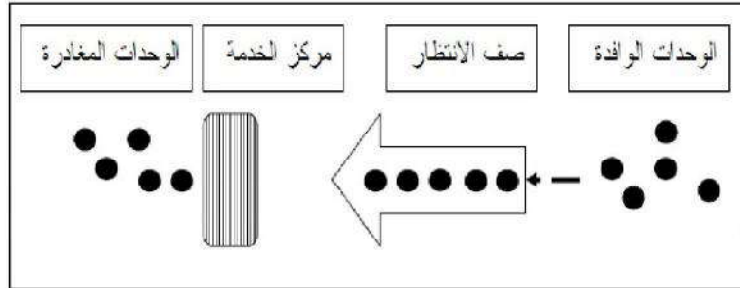 الوحدات الوافدة
صف الانتظار
مركز الخدمة
الوحدات المغادرة